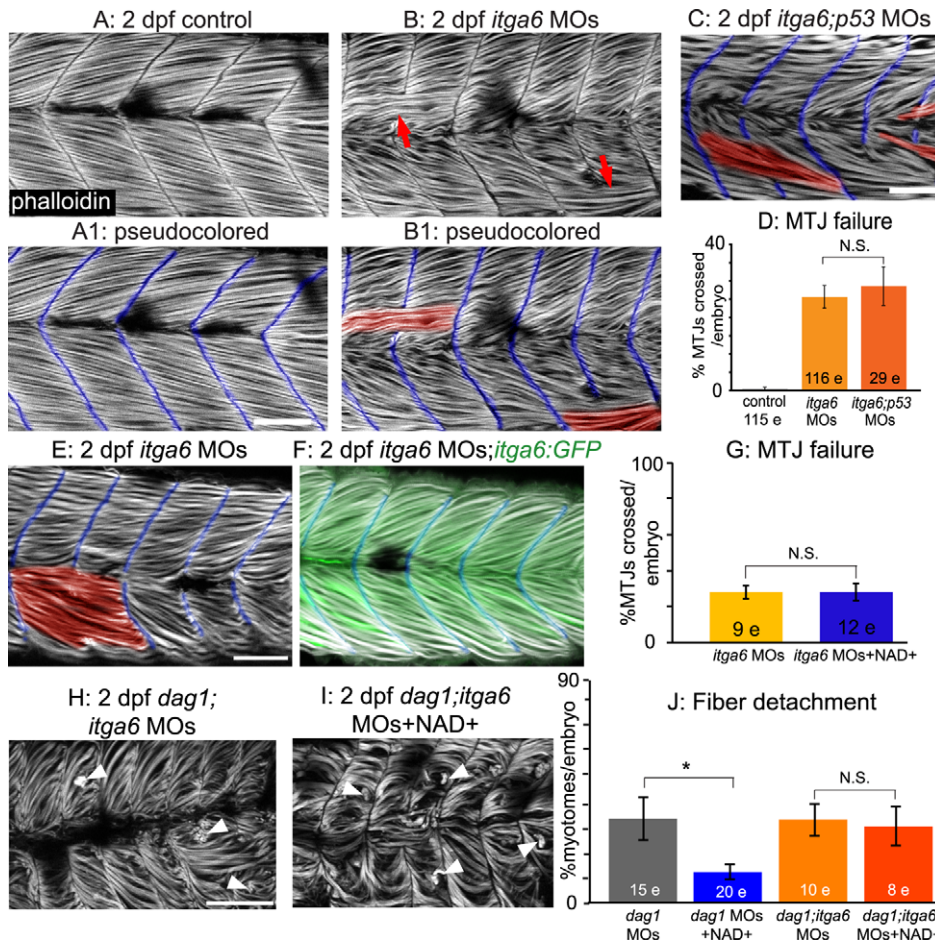 A: 2 dpf control
B: 2 dpf itga6 MOs
C: 2 dpf itga6;p53 MOs
phalloidin
A1: pseudocolored
B1: pseudocolored
D: MTJ failure
40
N.S.
% MTJs crossed
/embryo
0
116 e
29 e
control
115 e
itga6
MOs
itga6;p53
MOs
E: 2 dpf itga6 MOs
F: 2 dpf itga6 MOs;itga6:GFP
G: MTJ failure
100
N.S.
%MTJs crossed/
embryo
0
9 e
12 e
itga6 MOs
itga6 MOs+NAD+
H: 2 dpf dag1;
itga6 MOs
I: 2 dpf dag1;itga6
MOs+NAD+
J: Fiber detachment
90
*
N.S.
%myotomes/embryo
0
15 e
20 e
10 e
8 e
dag1
MOs
dag1 MOs
+NAD+
dag1;itga6
MOs
dag1;itga6
MOs+NAD+